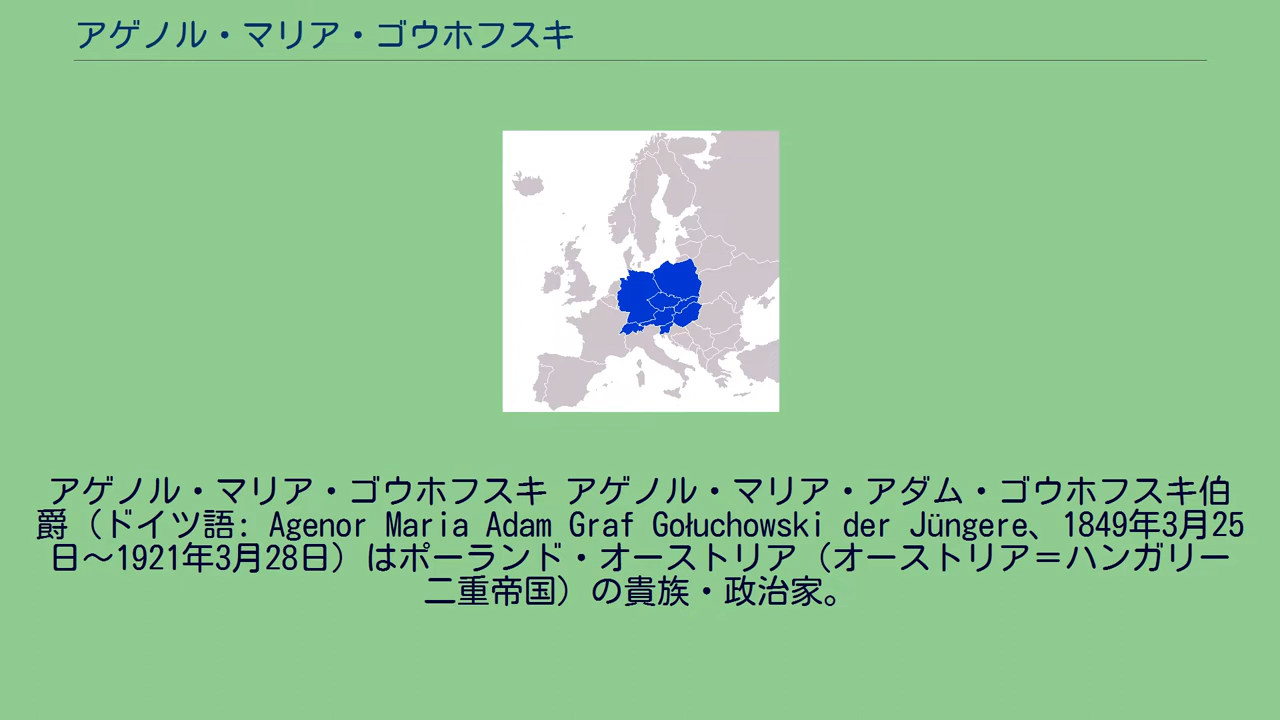 アゲノル・マリア・ゴウホフスキ
アゲノル・マリア・ゴウホフスキ アゲノル・マリア・アダム・ゴウホフスキ伯
爵（ドイツ語: Agenor Maria Adam Graf Gołuchowski der Jüngere、1849年3月25
日〜1921年3月28日）はポーランド・オーストリア（オーストリア＝ハンガリー
二重帝国）の貴族・政治家。